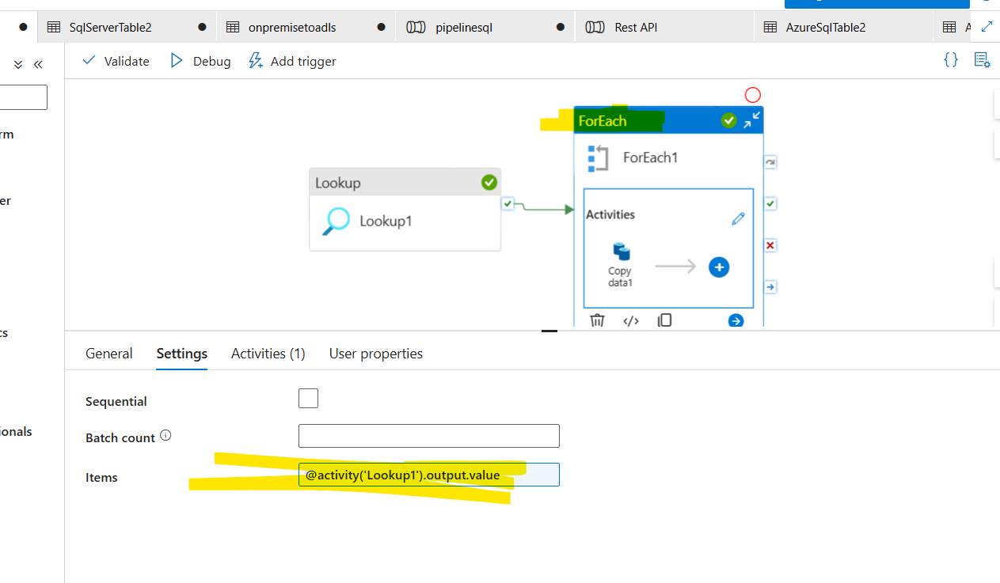 SqlServerTable2 onpremisetoadls pipelinesql Rest API AzureSqlTable2 A
Validate Debug Add trigger
rm
er
cs
ionals
ForEach
ForEach1
Lookup
Lookup1
Activities
Copy
data1
General Settings Activities (1) User properties
Sequential
Batch count
Items @activity('Lookup1').output.value